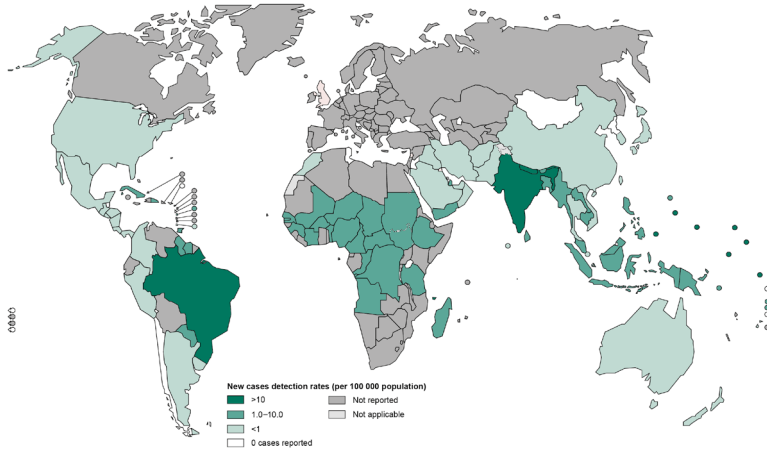 New cases detection rates (per 100 000 population)
>10
1.0–10.0
<1
0 cases reported
Not reported
Not applicable